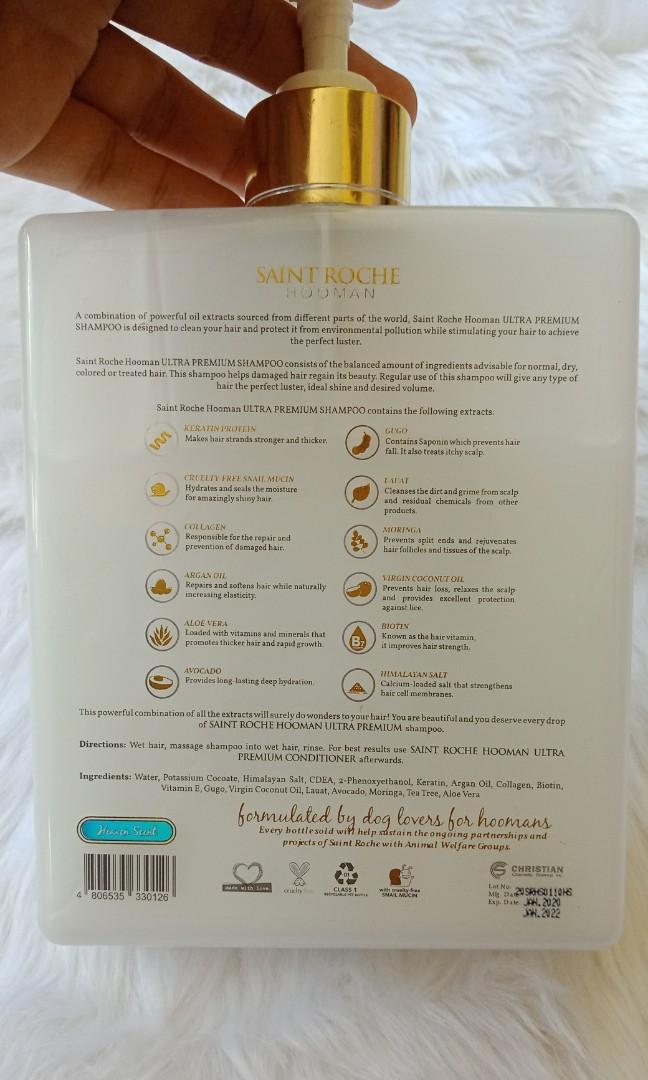 SAINT ROCHE
HOOMAN
A combination of powerful oil extracts sourced from different parts of the world, Saint Roche Hooman ULTRA PREMIUM
SHAMPOO is designed to clean your hair and protect it from environmental pollution while stimulating your hair to achieve
the perfect luster.
Saint Roche Hooman ULTRA PREMIUM SHAMPOO consists of the balanced amount of ingredients advisable for normal, dry,
colored or treated hair. This shampoo helps damaged hair regain its beauty. Regular use of this shampoo will give any type of
hair the perfect luster, ideal shine and desired volume.
Saint Roche Hooman ULTRA PREMIUM SHAMPOO contains the following extracts:
KERATIN PROTEIN
Makes hair strands stronger and thicker.
CRUELTY-FREE SNAIL MUCIN
Hydrates and seals the moisture
for amazingly shiny hair.
COLLAGEN
Responsible for the repair and
prevention of damaged hair.
ARGAN OIL
Repairs and softens hair while naturally
increasing elasticity.
ALOE VERA
Loaded with vitamins and minerals that
promotes thicker hair and rapid growth.
AVOCADO
Provides long-lasting deep hydration.
GUGO
Contains Saponin which prevents hair
fall. It also treats itchy scalp.
LAUAT
Cleanses the dirt and grime from scalp
and residual chemicals from other
products.
MORINGA
Prevents split ends and rejuvenates
hair follicles and tissues of the scalp.
VIRGIN COCONUT OIL
Prevents hair loss, relaxes the scalp
and provides excellent protection
against lice.
B7
BIOTIN
Known as the hair vitamin,
it improves hair strength.
HIMALAYAN SALT
Calcium-loaded salt that strengthens
hair cell membranes.
This powerful combination of all the extracts will surely do wonders to your hair! You are beautiful and you deserve every drop
of SAINT ROCHE HOOMAN ULTRA PREMIUM shampoo.
Directions: Wet hair, massage shampoo into wet hair, rinse. For best results use SAINT ROCHE HOOMAN ULTRA
PREMIUM CONDITIONER afterwards.
Ingredients: Water, Potassium Cocoate, Himalayan Salt, CDEA, 2-Phenoxyethanol, Keratin, Argan Oil, Collagen, Biotin,
Vitamin E, Gugo, Virgin Coconut Oil, Lauat, Avocado, Moringa, Tea Tree, Aloe Vera
formulated by dog lovers for hoomans
Every bottle sold will help sustain the ongoing partnerships and
projects of Saint Roche with Animal Welfare Groups.
Heaven Scent
4 806535 330126
made with love
cruelty free
01
CLASS 1
RECYCLABLE PET BOTTLE
with cruelty-free
SNAIL MUCIN
CHRISTIAN
Lot No: 20SRHS0110HS
Mfg. Date JAN. 2020
Exp. Date JAN. 2022